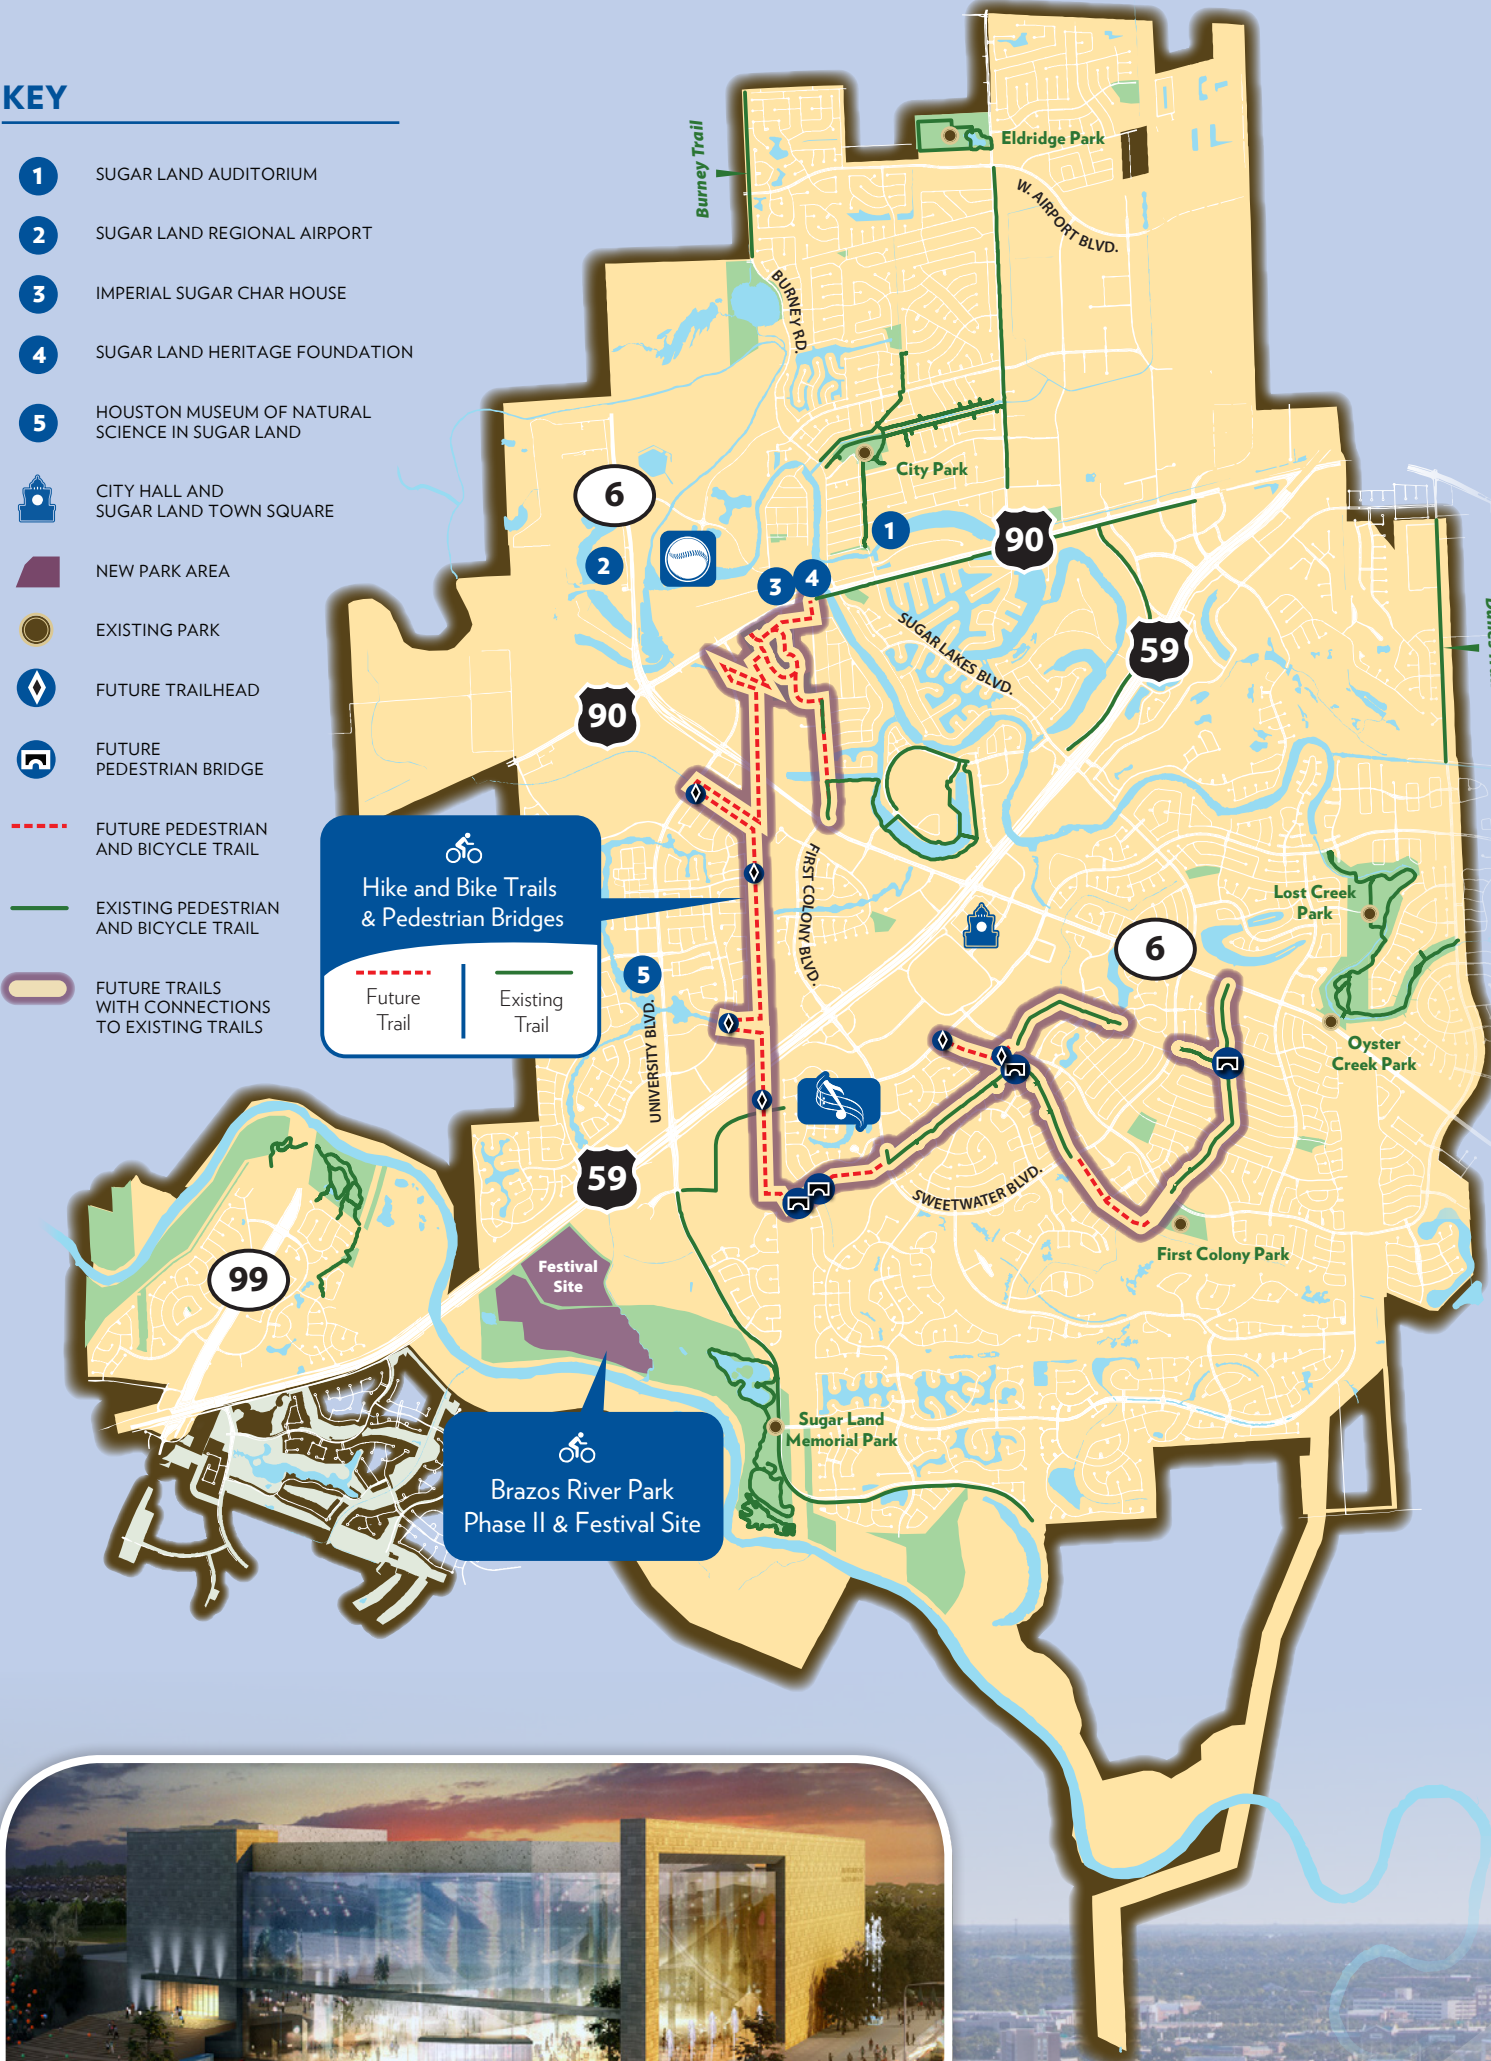 KEY
1 SUGAR LAND AUDITORIUM
2 SUGAR LAND REGIONAL AIRPORT
3 IMPERIAL SUGAR CHAR HOUSE
4 SUGAR LAND HERITAGE FOUNDATION
5 HOUSTON MUSEUM OF NATURAL
SCIENCE IN SUGAR LAND
CITY HALL AND
SUGAR LAND TOWN SQUARE
NEW PARK AREA
EXISTING PARK
FUTURE TRAILHEAD
FUTURE
PEDESTRIAN BRIDGE
FUTURE PEDESTRIAN
AND BICYCLE TRAIL
EXISTING PEDESTRIAN
AND BICYCLE TRAIL
FUTURE TRAILS
WITH CONNECTIONS
TO EXISTING TRAILS
Burney Trail
Eldridge Park
W. AIRPORT BLVD.
BURNEY RD.
City Park
6
1
90
2
3
4
SUGAR LAKES BLVD.
59
90
Hike and Bike Trails
& Pedestrian Bridges
Future
Trail
Existing
Trail
FIRST COLONY BLVD.
Lost Creek
Park
6
5
UNIVERSITY BLVD.
Oyster
Creek Park
59
SWEETWATER BLVD.
First Colony Park
99
Festival
Site
Sugar Land
Memorial Park
Brazos River Park
Phase II & Festival Site